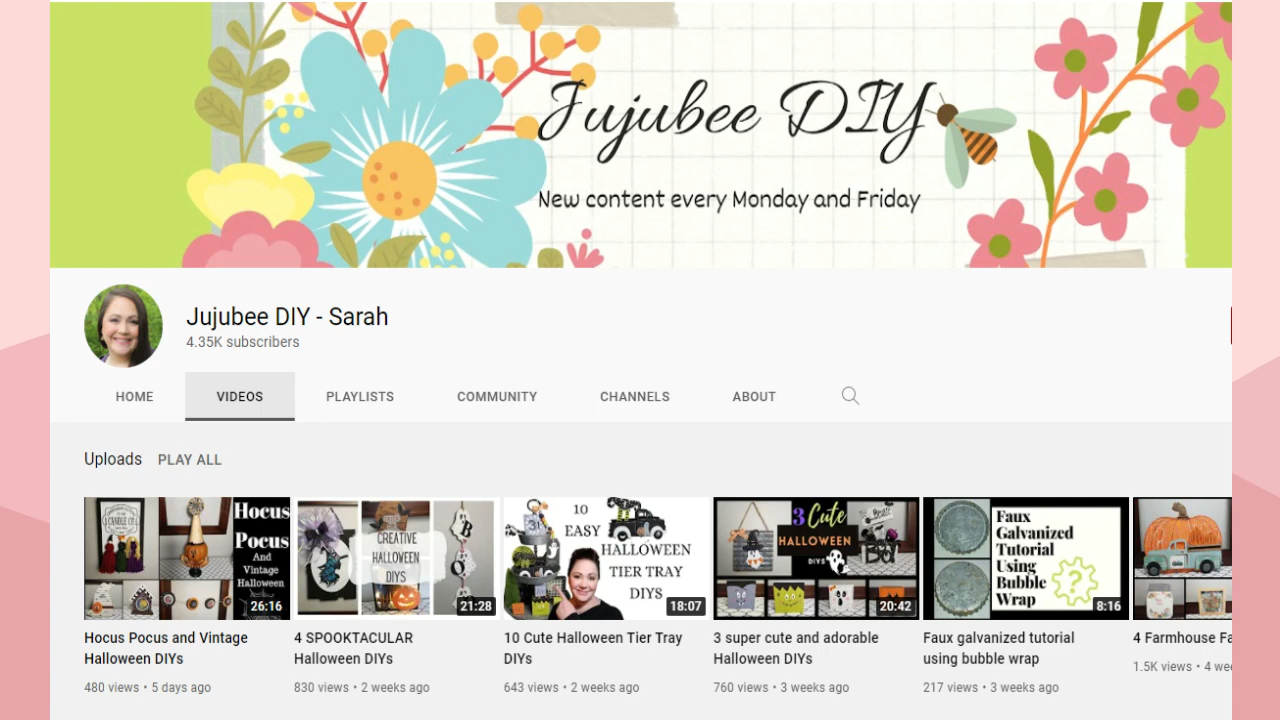 Jujubee DIY
New content every Monday and Friday
Jujubee DIY - Sarah
4.35K subscribers
HOME VIDEOS PLAYLISTS COMMUNITY CHANNELS ABOUT
Uploads PLAY ALL
Hocus
Pocus
And
Vintage
Halloween
26:16
CREATIVE
HALLOWEEN
DIYS
21:28
10
EASY
HALLOWEEN
TIER TRAY
DIYS
18:07
3 Cute
HALLOWEEN
DIYS
20:42
Faux
Galvanized
Tutorial
Using
Bubble
Wrap
8:16
Hocus Pocus and Vintage
Halloween DIYs
480 views • 5 days ago
4 SPOOKTACULAR
Halloween DIYs
830 views • 2 weeks ago
10 Cute Halloween Tier Tray
DIYs
643 views • 2 weeks ago
3 super cute and adorable
Halloween DIYs
760 views • 3 weeks ago
Faux galvanized tutorial
using bubble wrap
217 views • 3 weeks ago
4 Farmhouse Fa
1.5K views • 4 wee